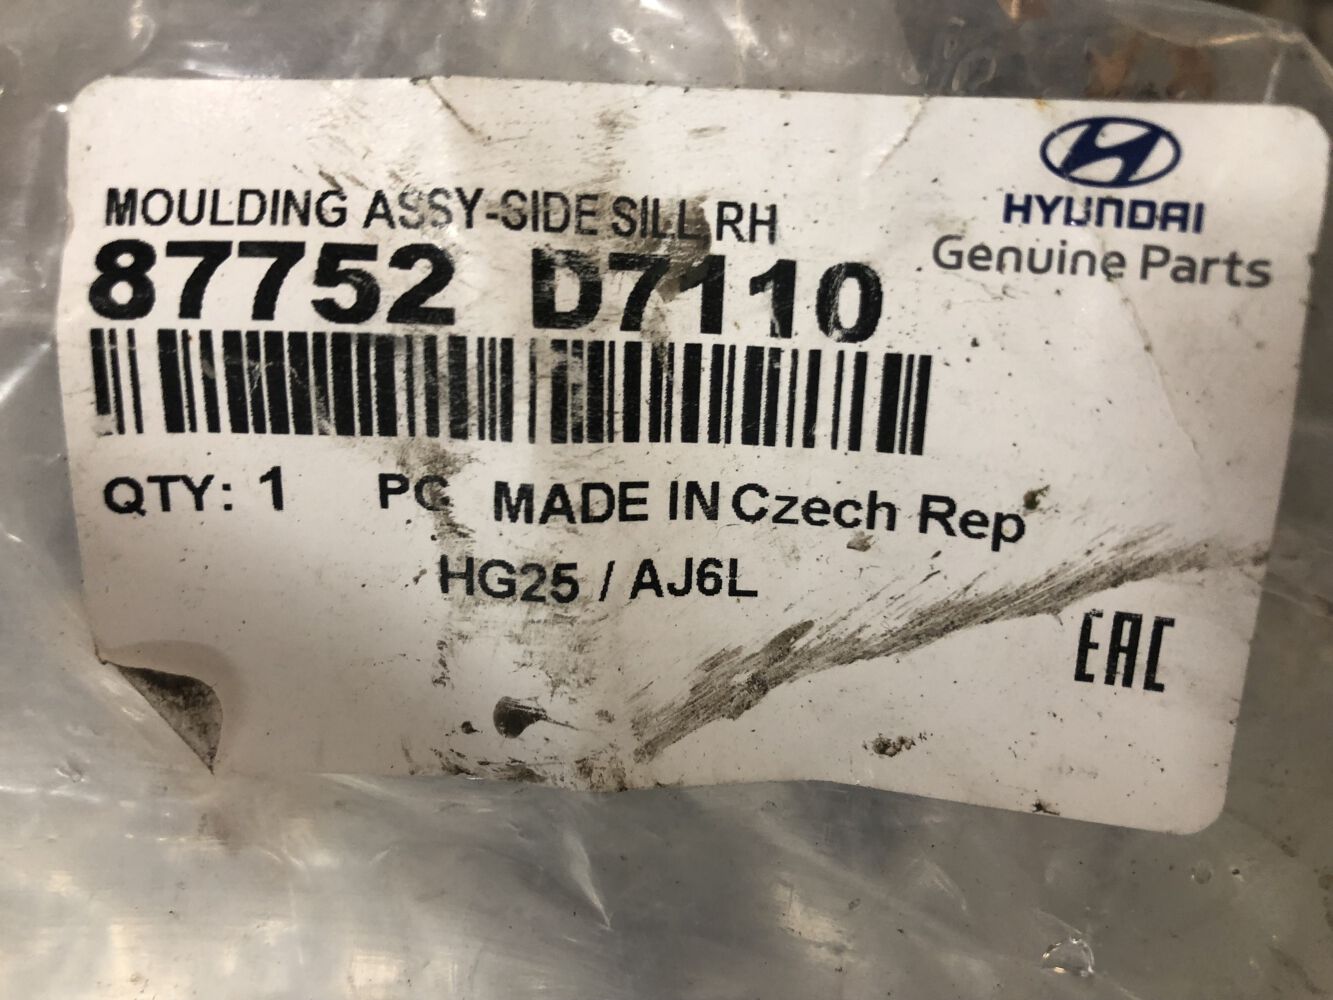 HYUNDAI
Genuine Parts
MOULDING ASSY-SIDE SILL RH
87752 D7110
QTY: 1 PC MADE IN Czech Rep
HG25 / AJ6L
EAC